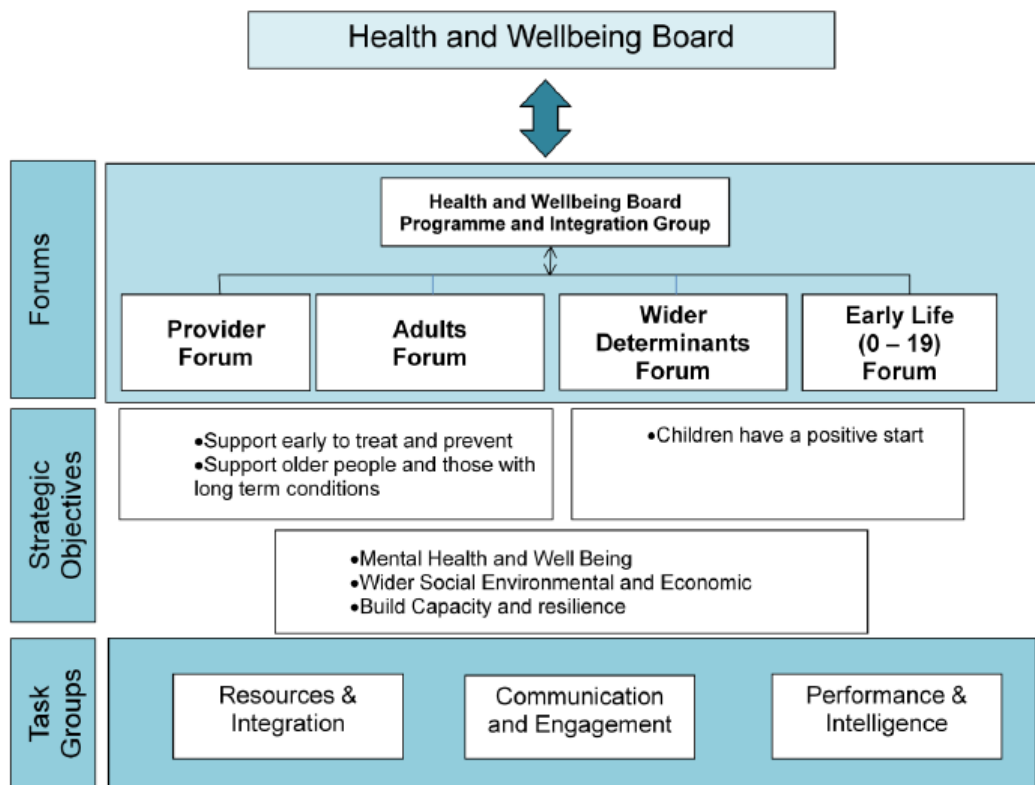 Health and Wellbeing Board
Forums
Health and Wellbeing Board
Programme and Integration Group
Provider
Forum
Adults
Forum
Wider
Determinants
Forum
Early Life
(0 – 19)
Forum
Strategic
Objectives
•Support early to treat and prevent
•Support older people and those with
long term conditions
•Children have a positive start
•Mental Health and Well Being
•Wider Social Environmental and Economic
•Build Capacity and resilience
Task
Groups
Resources &
Integration
Communication
and Engagement
Performance &
Intelligence